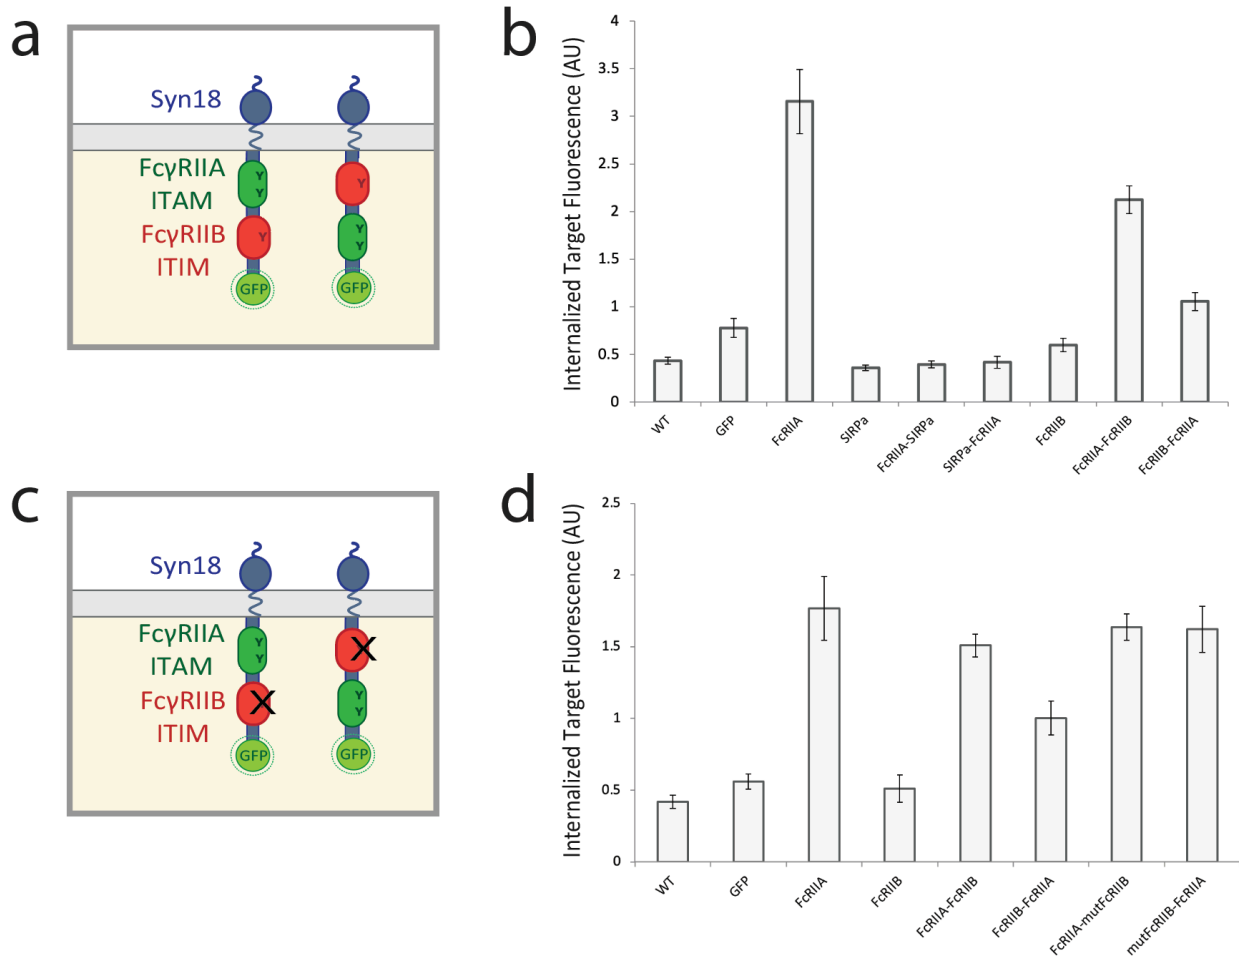 a
Syn18
FcγRIIA
ITAM
FcγRIIB
ITIM
Y
Y
Y
GFP
Y
Y
Y
GFP
b
Internalized Target Fluorescence (AU)
4
3.5
3
2.5
2
1.5
1
0.5
0
WT
GFP
FcRIIA
SIRPa
FcRIIA-SIRPa
SIRPa-FcRIIA
FcRIIB
FcRIIA-FcRIIB
FcRIIB-FcRIIA
c
Syn18
FcγRIIA
ITAM
FcγRIIB
ITIM
Y
Y
X
GFP
X
Y
Y
GFP
d
Internalized Target Fluorescence (AU)
2.5
2
1.5
1
0.5
0
WT
GFP
FcRIIA
FcRIIB
FcRIIA-FcRIIB
FcRIIB-FcRIIA
FcRIIA-mutFcRIIB
mutFcRIIB-FcRIIA